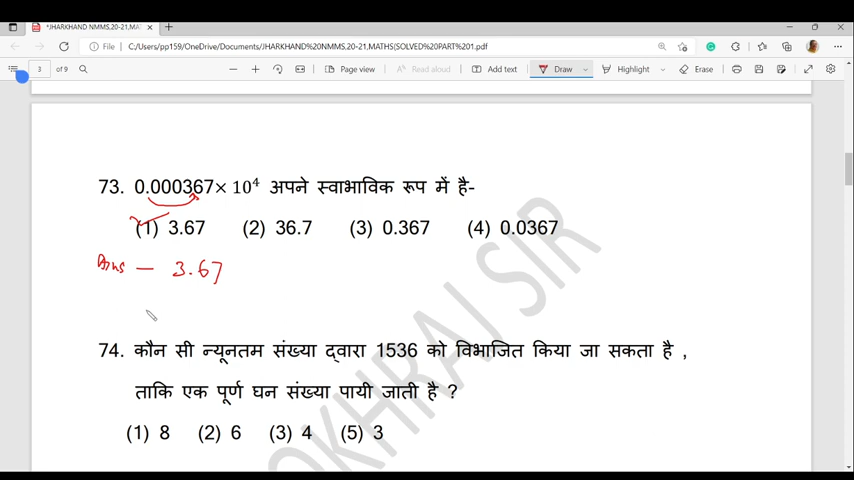 *JHARKHAND NMMS,20-21,MATH
File
C:/Users/pp159/OneDrive/Documents/JHARKHAND%20NMMS,20-21,MATHS(SOLVED%20PART%201.pdf
3 of 9
Page view
Read aloud
Add text
Draw
Highlight
Erase
73. 0.000367× 10⁴ अपने स्वाभाविक रूप में है-
(1) 3.67 (2) 36.7 (3) 0.367 (4) 0.0367
Ans — 3.67
74. कौन सी न्यूनतम संख्या द्वारा 1536 को विभाजित किया जा सकता है ,
ताकि एक पूर्ण घन संख्या पायी जाती है ?
(1) 8 (2) 6 (3) 4 (5) 3
OKHRAJ SIR